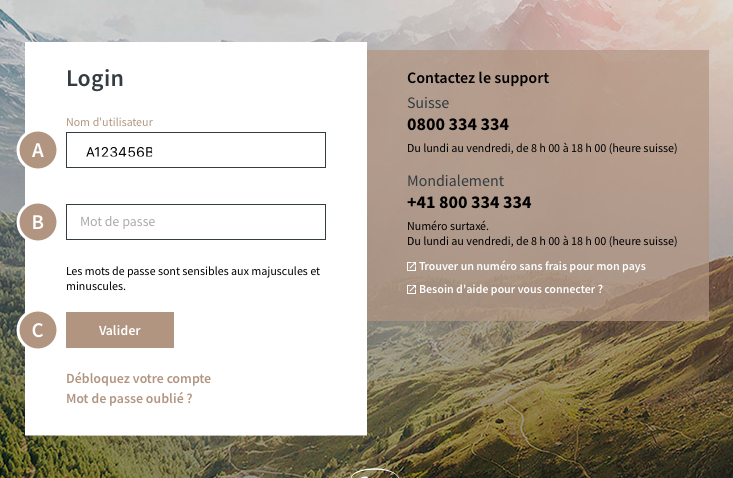 Login
Nom d'utilisateur
A
A123456B
B
Mot de passe
Les mots de passe sont sensibles aux majuscules et
minuscules.
C
Valider
Débloquez votre compte
Mot de passe oublié ?
Contactez le support
Suisse
0800 334 334
Du lundi au vendredi, de 8 h 00 à 18 h 00 (heure suisse)
Mondialement
+41 800 334 334
Numéro surtaxé.
Du lundi au vendredi, de 8 h 00 à 18 h 00 (heure suisse)
Trouver un numéro sans frais pour mon pays
Besoin d'aide pour vous connecter ?